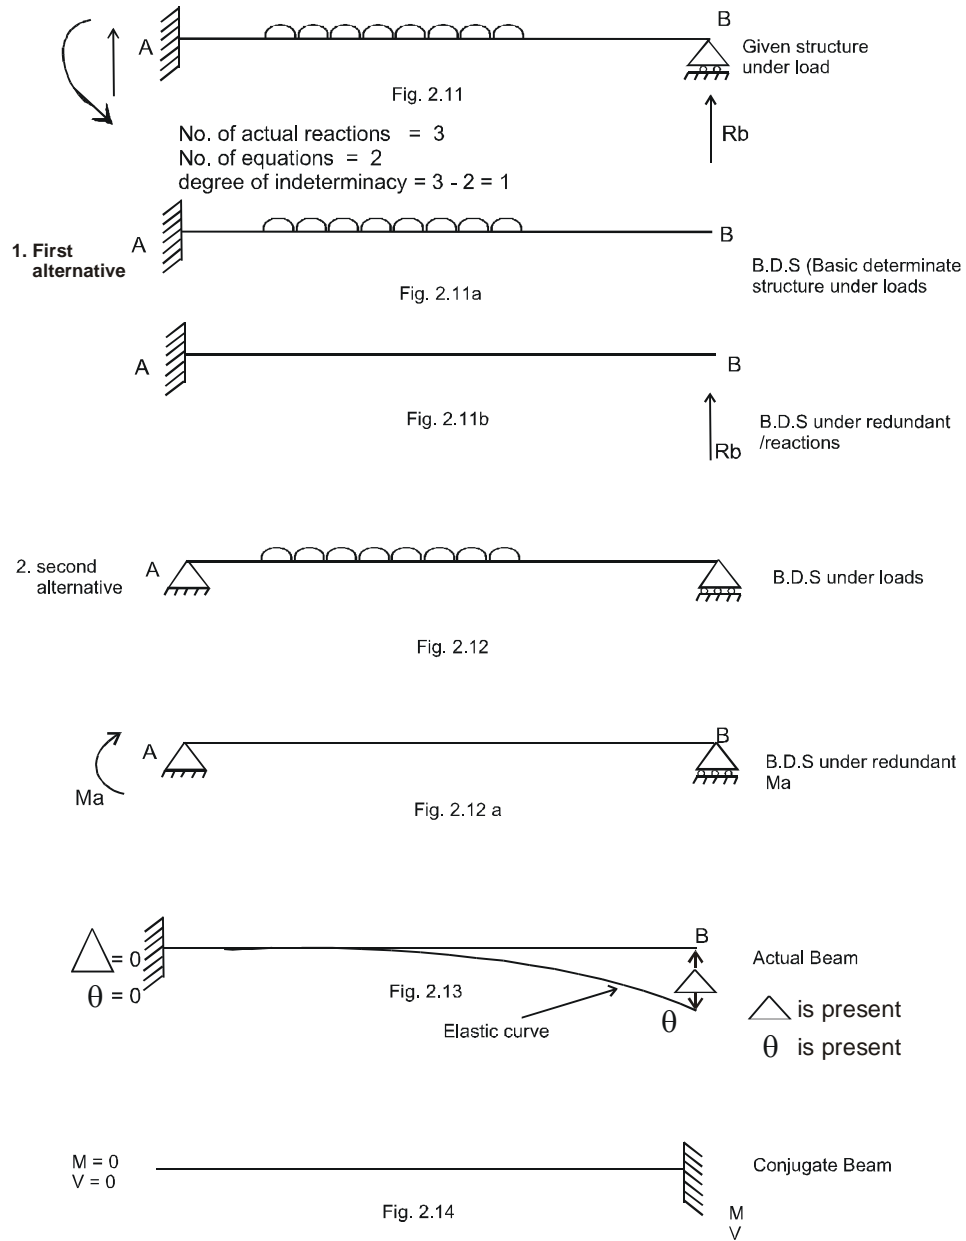 B
A
Given structure
under load
Fig. 2.11
Rb
No. of actual reactions = 3
No. of equations = 2
degree of indeterminacy = 3 - 2 = 1
1. First
alternative
A
B
B.D.S (Basic determinate
structure under loads
Fig. 2.11a
A
B
Fig. 2.11b
Rb
B.D.S under redundant
/reactions
2. second
alternative
A
B.D.S under loads
Fig. 2.12
A
B
Ma
B.D.S under redundant
Ma
Fig. 2.12 a
B
= 0
θ = 0
Fig. 2.13
Actual Beam
Elastic curve
θ
is present
θ is present
M = 0
V = 0
Conjugate Beam
Fig. 2.14
M
V